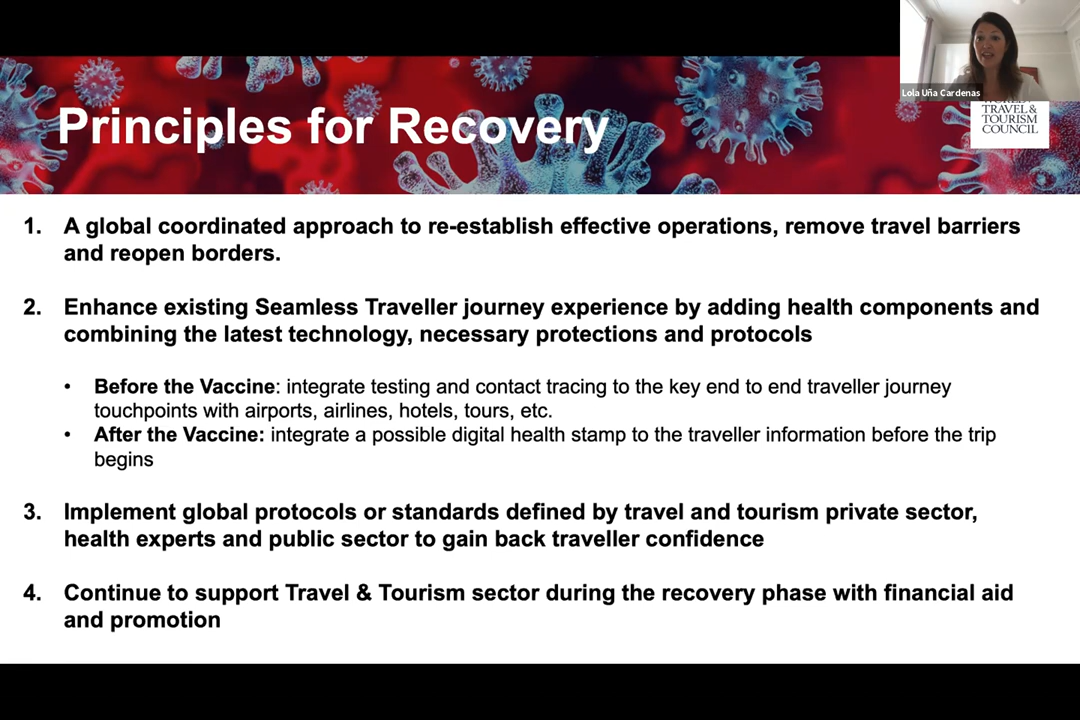 Lola Uña Cardenas
TRAVEL &
TOURISM
COUNCIL
Principles for Recovery
1. A global coordinated approach to re-establish effective operations, remove travel barriers
and reopen borders.
2. Enhance existing Seamless Traveller journey experience by adding health components and
combining the latest technology, necessary protections and protocols
• Before the Vaccine: integrate testing and contact tracing to the key end to end traveller journey
touchpoints with airports, airlines, hotels, tours, etc.
• After the Vaccine: integrate a possible digital health stamp to the traveller information before the trip
begins
3. Implement global protocols or standards defined by travel and tourism private sector,
health experts and public sector to gain back traveller confidence
4. Continue to support Travel & Tourism sector during the recovery phase with financial aid
and promotion